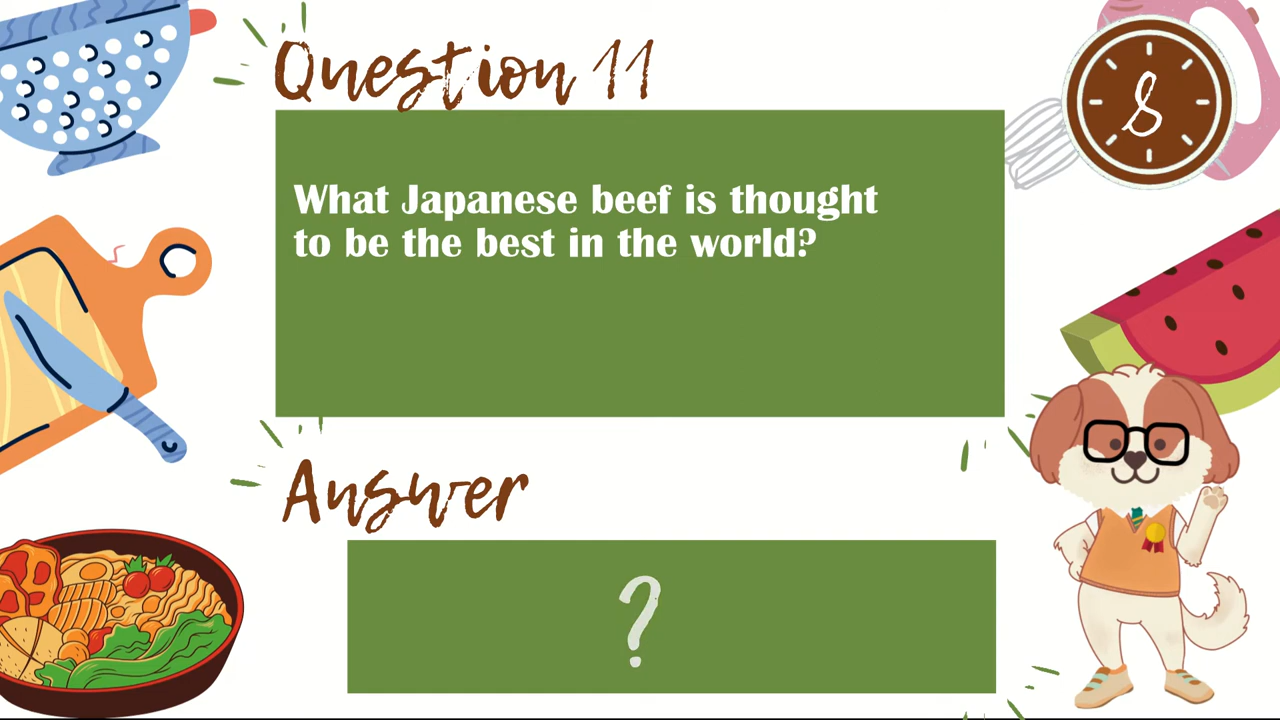 Question 11
8
What Japanese beef is thought
to be the best in the world?
Answer
?